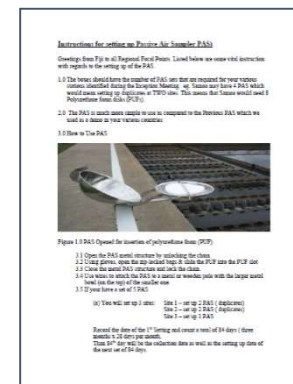 Instructions for setting up Passive Air Sampler PAS)
Greetings from Fiji to all Regional Focal Points. Listed below are some vital instruction
with regards to the setting up of the PAS.
1.0 The boxes should have the number of PAS sets that are required for your various
stations identified during the Inception Meeting. eg. Samoa may have 4 PAS which
would mean setting up duplicates at TWO sites. This means that Samoa would need 8
Polyurethane foam disks (PUFs).
2.0 The PAS is much more simple to use as compared to the Previous PAS which we
used as a demo in your various countries
3.0 How to Use PAS
Figure 1.0 PAS Opened for insertion of polyurethane foam (PUF)
3.1 Open the PAS metal structure by unlocking the chain.
3.2 Using gloves, open the zip-locked bags & slide the PUF into the PUF slot
3.3 Close the metal PAS structure and lock the chain.
3.4 Use wires to attach the PAS to a metal or wooden pole with the larger metal
bowl (on the top) of the smaller one.
3.5 If your have a set of 5 PAS
(a) You will set up 3 sites: Site 1 – set up 2 PAS ( duplicates)
Site 2 – set up 2 PAS ( duplicates)
Site 3 – set up 1 PAS
Record the date of the 1st Setting and count a total of 84 days ( three
months x 28 days per month.
This 84th day will be the collection date as well as the setting up date of
the next set of 84 days.